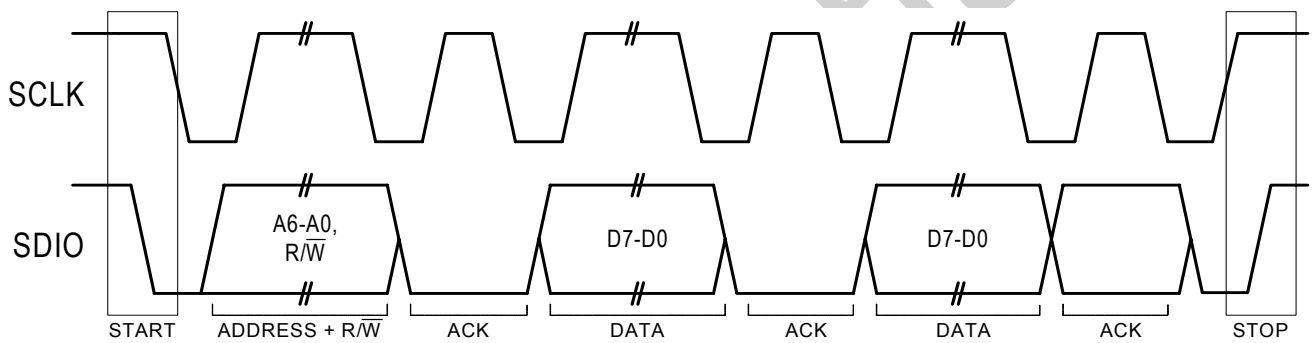 SCLK
SDIO
A6-A0,
R/W̅
D7-D0
D7-D0
START
ADDRESS + R/W̅
ACK
DATA
ACK
DATA
ACK
STOP